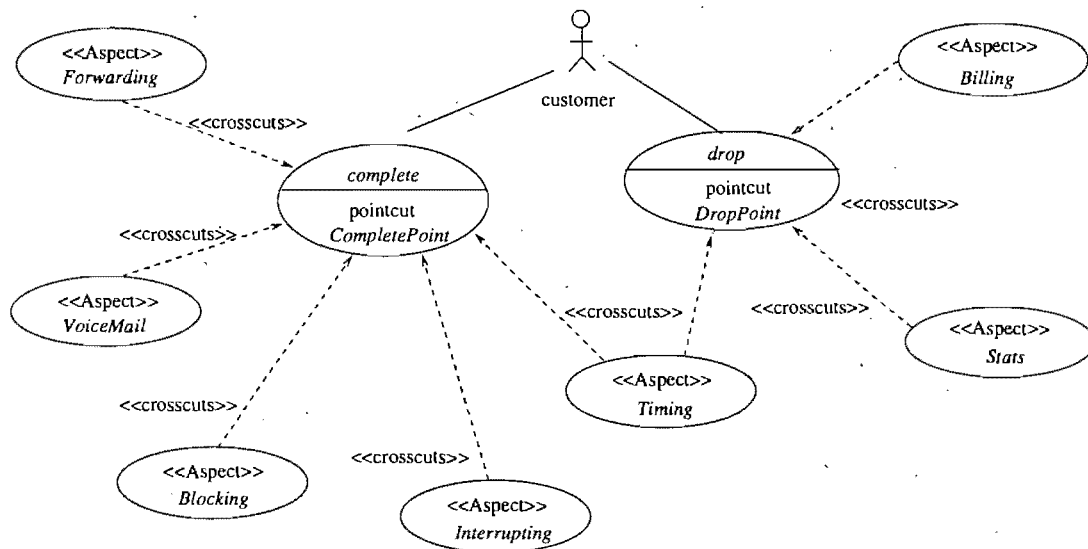 <<Aspect>>
Forwarding
<<crosscuts>>
customer
<<Aspect>>
Billing
complete
pointcut
CompletePoint
drop
pointcut
DropPoint
<<crosscuts>>
<<crosscuts>>
<<Aspect>>
VoiceMail
<<crosscuts>>
<<crosscuts>>
<<Aspect>>
Stats
<<Aspect>>
Timing
<<crosscuts>>
<<Aspect>>
Blocking
<<crosscuts>>
<<Aspect>>
Interrupting